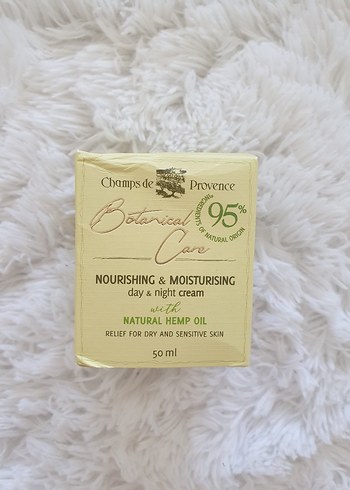 Champs de Provence
Botanical
Care
95%
INGREDIENTS OF NATURAL ORIGIN
NOURISHING & MOISTURISING
day & night cream
with
NATURAL HEMP OIL
RELIEF FOR DRY AND SENSITIVE SKIN
50 ml